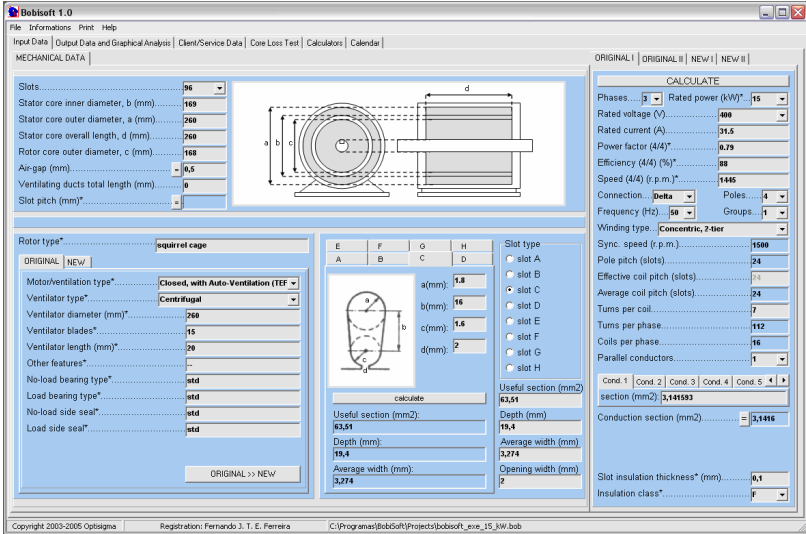 Bobisoft 1.0
File Informations Print Help
Input Data Output Data and Graphical Analysis Client/Service Data Core Loss Test Calculators Calendar
MECHANICAL DATA
Slots 96
Stator core inner diameter, b (mm) 169
Stator core outer diameter, a (mm) 260
Stator core overall length, d (mm) 260
Rotor core outer diameter, c (mm) 168
Air-gap (mm) = 0,5
Ventilating ducts total length (mm) 0
Slot pitch (mm)* =
a b c d
Rotor type* squirrel cage
ORIGINAL NEW
Motor/ventilation type* Closed, with Auto-Ventilation (TEF
Ventilator type* Centrifugal
Ventilator diameter (mm)* 260
Ventilator blades* 15
Ventilator length (mm)* 20
Other features* --
No-load bearing type* std
Load bearing type* std
No-load side seal* std
Load side seal* std
ORIGINAL >> NEW
E F G H
A B C D
a b c d
a(mm): 1.8
b(mm): 16
c(mm): 1.6
d(mm): 2
calculate
Useful section (mm2):
63,51
Depth (mm):
19,4
Average width (mm):
3,274
Slot type
slot A
slot B
slot C
slot D
slot E
slot F
slot G
slot H
Useful section (mm2)
63,51
Depth (mm)
19,4
Average width (mm)
3,274
Opening width (mm)
2
ORIGINAL I ORIGINAL II NEW I NEW II
CALCULATE
Phases 3 Rated power (kW)* 15
Rated voltage (V) 400
Rated current (A) 31.5
Power factor (4/4)* 0.79
Efficiency (4/4) (%)* 88
Speed (4/4) (r.p.m.)* 1445
Connection Delta Poles 4
Frequency (Hz) 50 Groups 1
Winding type Concentric, 2-tier
Sync. speed (r.p.m.) 1500
Pole pitch (slots) 24
Effective coil pitch (slots) 24
Average coil pitch (slots) 24
Turns per coil 7
Turns per phase 112
Coils per phase 16
Parallel conductors 1
Cond. 1 Cond. 2 Cond. 3 Cond. 4 Cond. 5
section (mm2): 3,141593
Conduction section (mm2) = 3,1416
Slot insulation thickness* (mm) 0,1
Insulation class* F
Copyright 2003-2005 Optisigma Registration: Fernando J. T. E. Ferreira C:\Programas\BobiSoft\Projects\bobisoft_exe_15_kW.bob